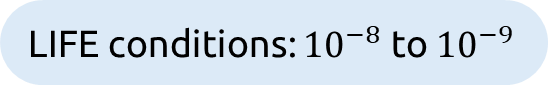 LIFE conditions: 10⁻⁸ to 10⁻⁹